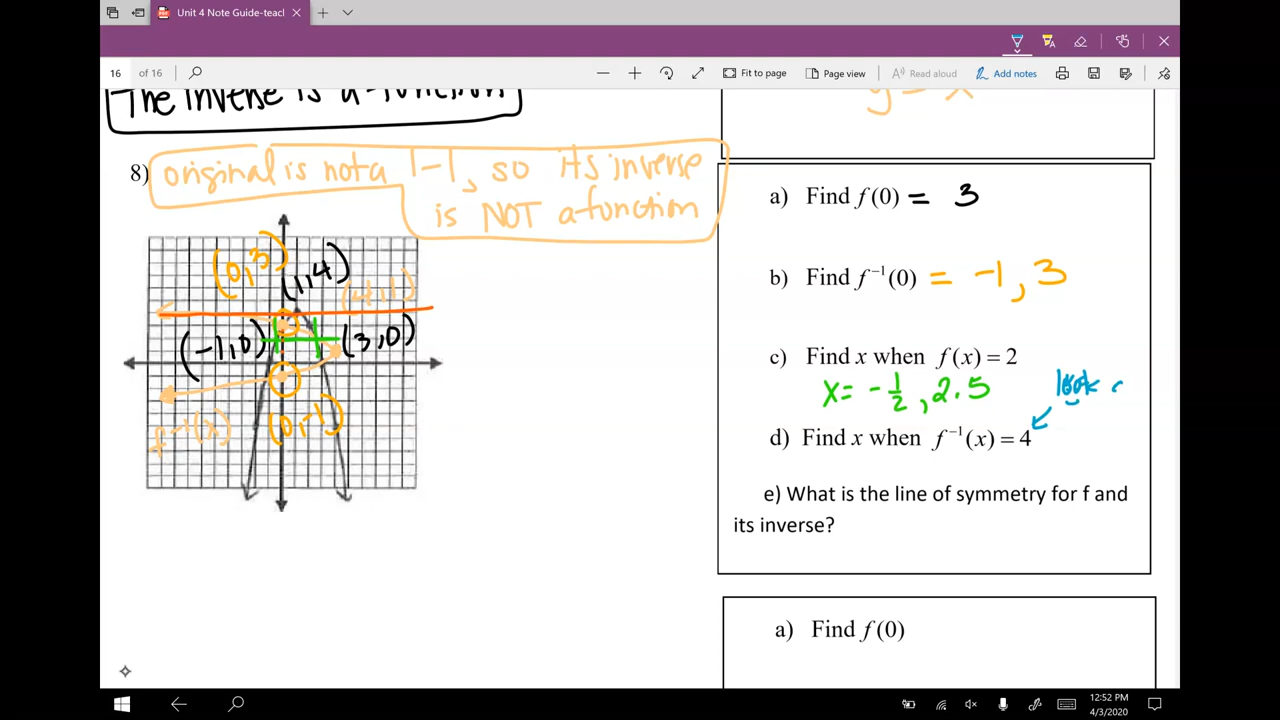 Unit 4 Note Guide-teacl
16 of 16
Fit to page
Page view
Read aloud
Add notes
The inverse is a function
y = x
8) original is not a 1-1, so its inverse
is NOT a function
(0,3)
(1,4)
(4,1)
(-1,0)
(3,0)
(0,-1)
f⁻¹(x)
a) Find f(0) = 3
b) Find f⁻¹(0) = -1, 3
c) Find x when f(x) = 2
x = -1/2, 2.5
look
d) Find x when f⁻¹(x) = 4
e) What is the line of symmetry for f and
its inverse?
a) Find f(0)
12:52 PM
4/3/2020